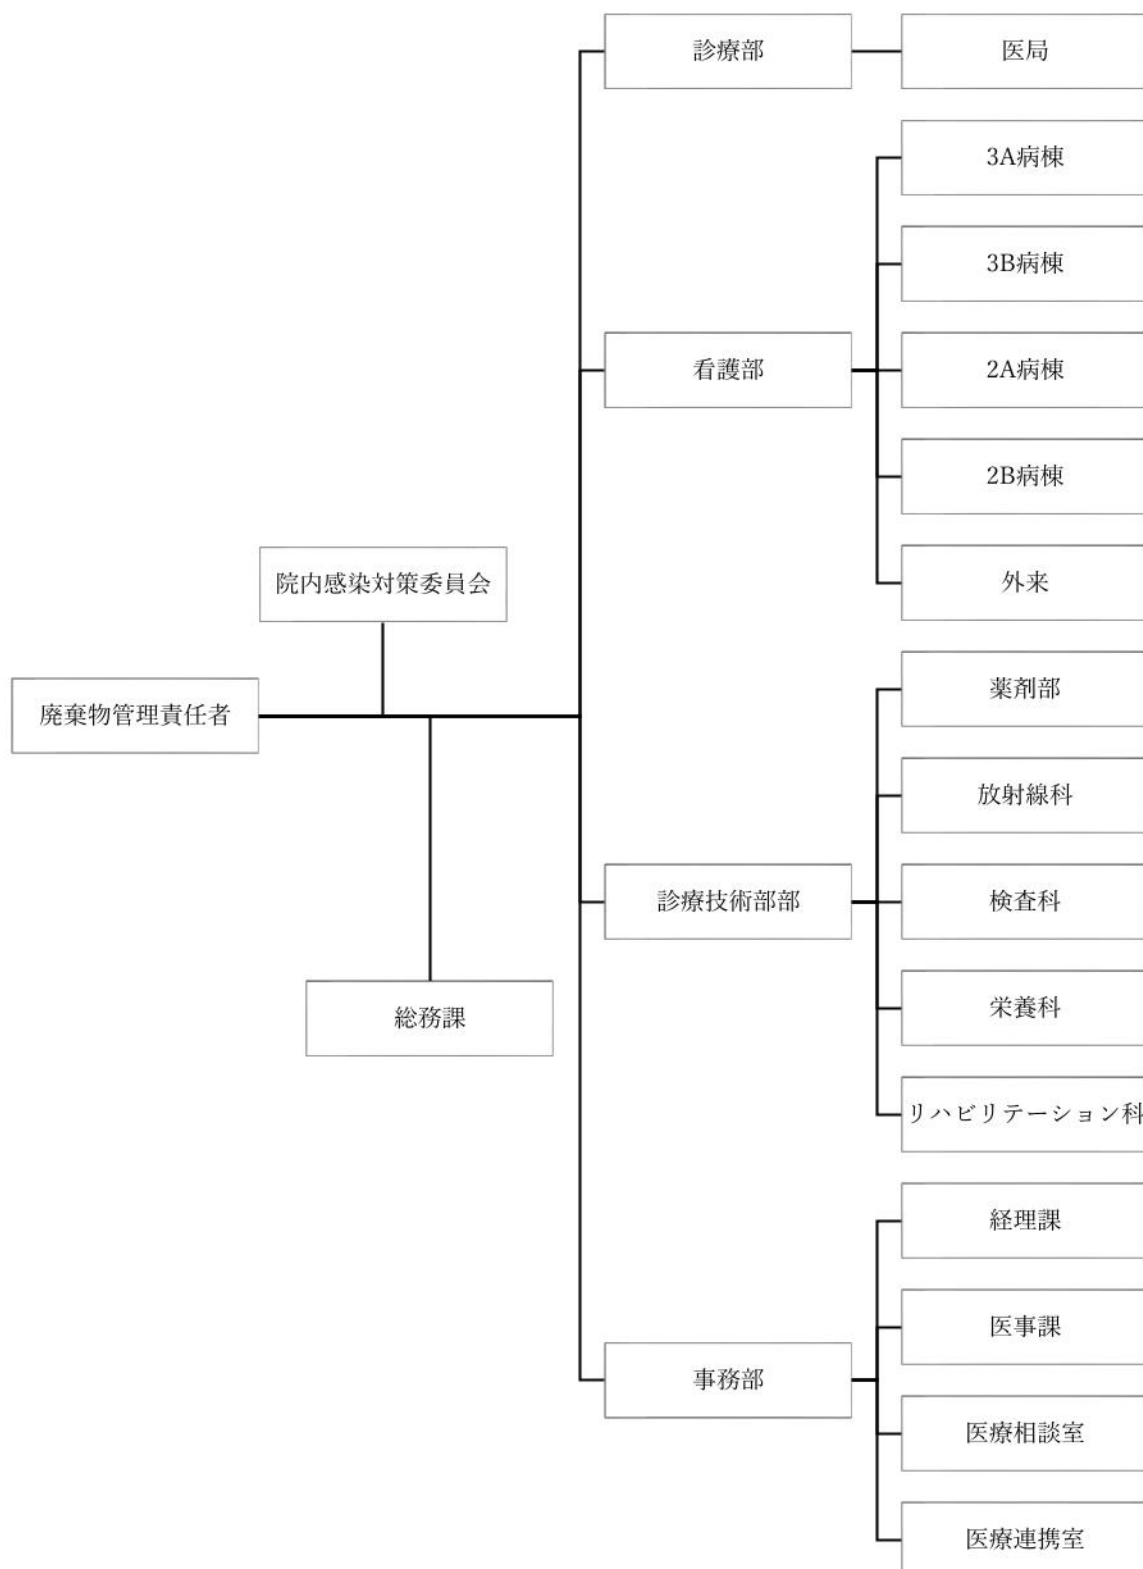 廃棄物管理責任者
院内感染対策委員会
総務課
診療部
医局
看護部
3A病棟
3B病棟
2A病棟
2B病棟
外来
診療技術部部
薬剤部
放射線科
検査科
栄養科
リハビリテーション科
事務部
経理課
医事課
医療相談室
医療連携室